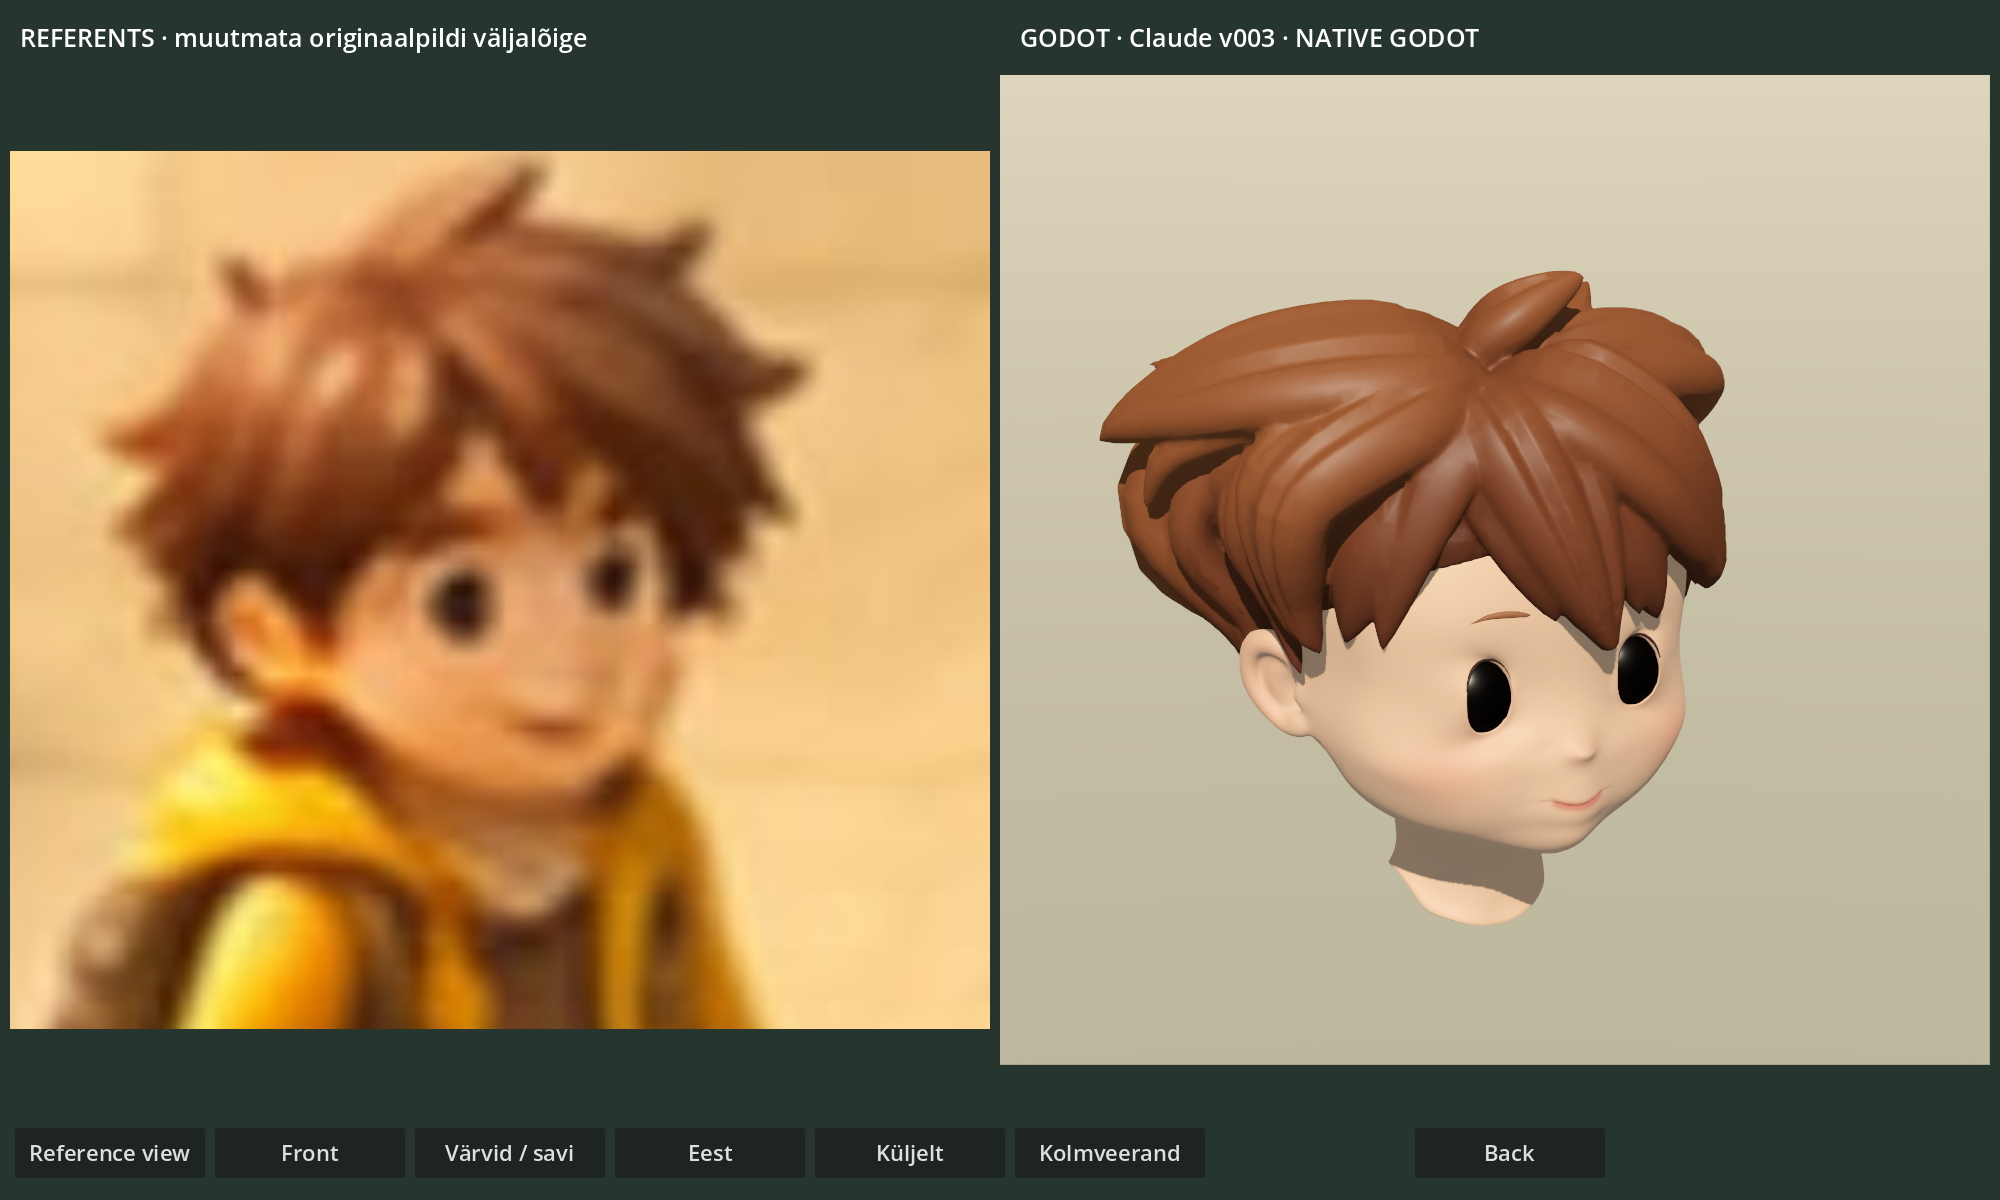 REFERENTS · muutmata originaalpildi väljalõige
GODOT · Claude v003 · NATIVE GODOT
Reference view
Front
Värvid / savi
Eest
Küljelt
Kolmveerand
Back